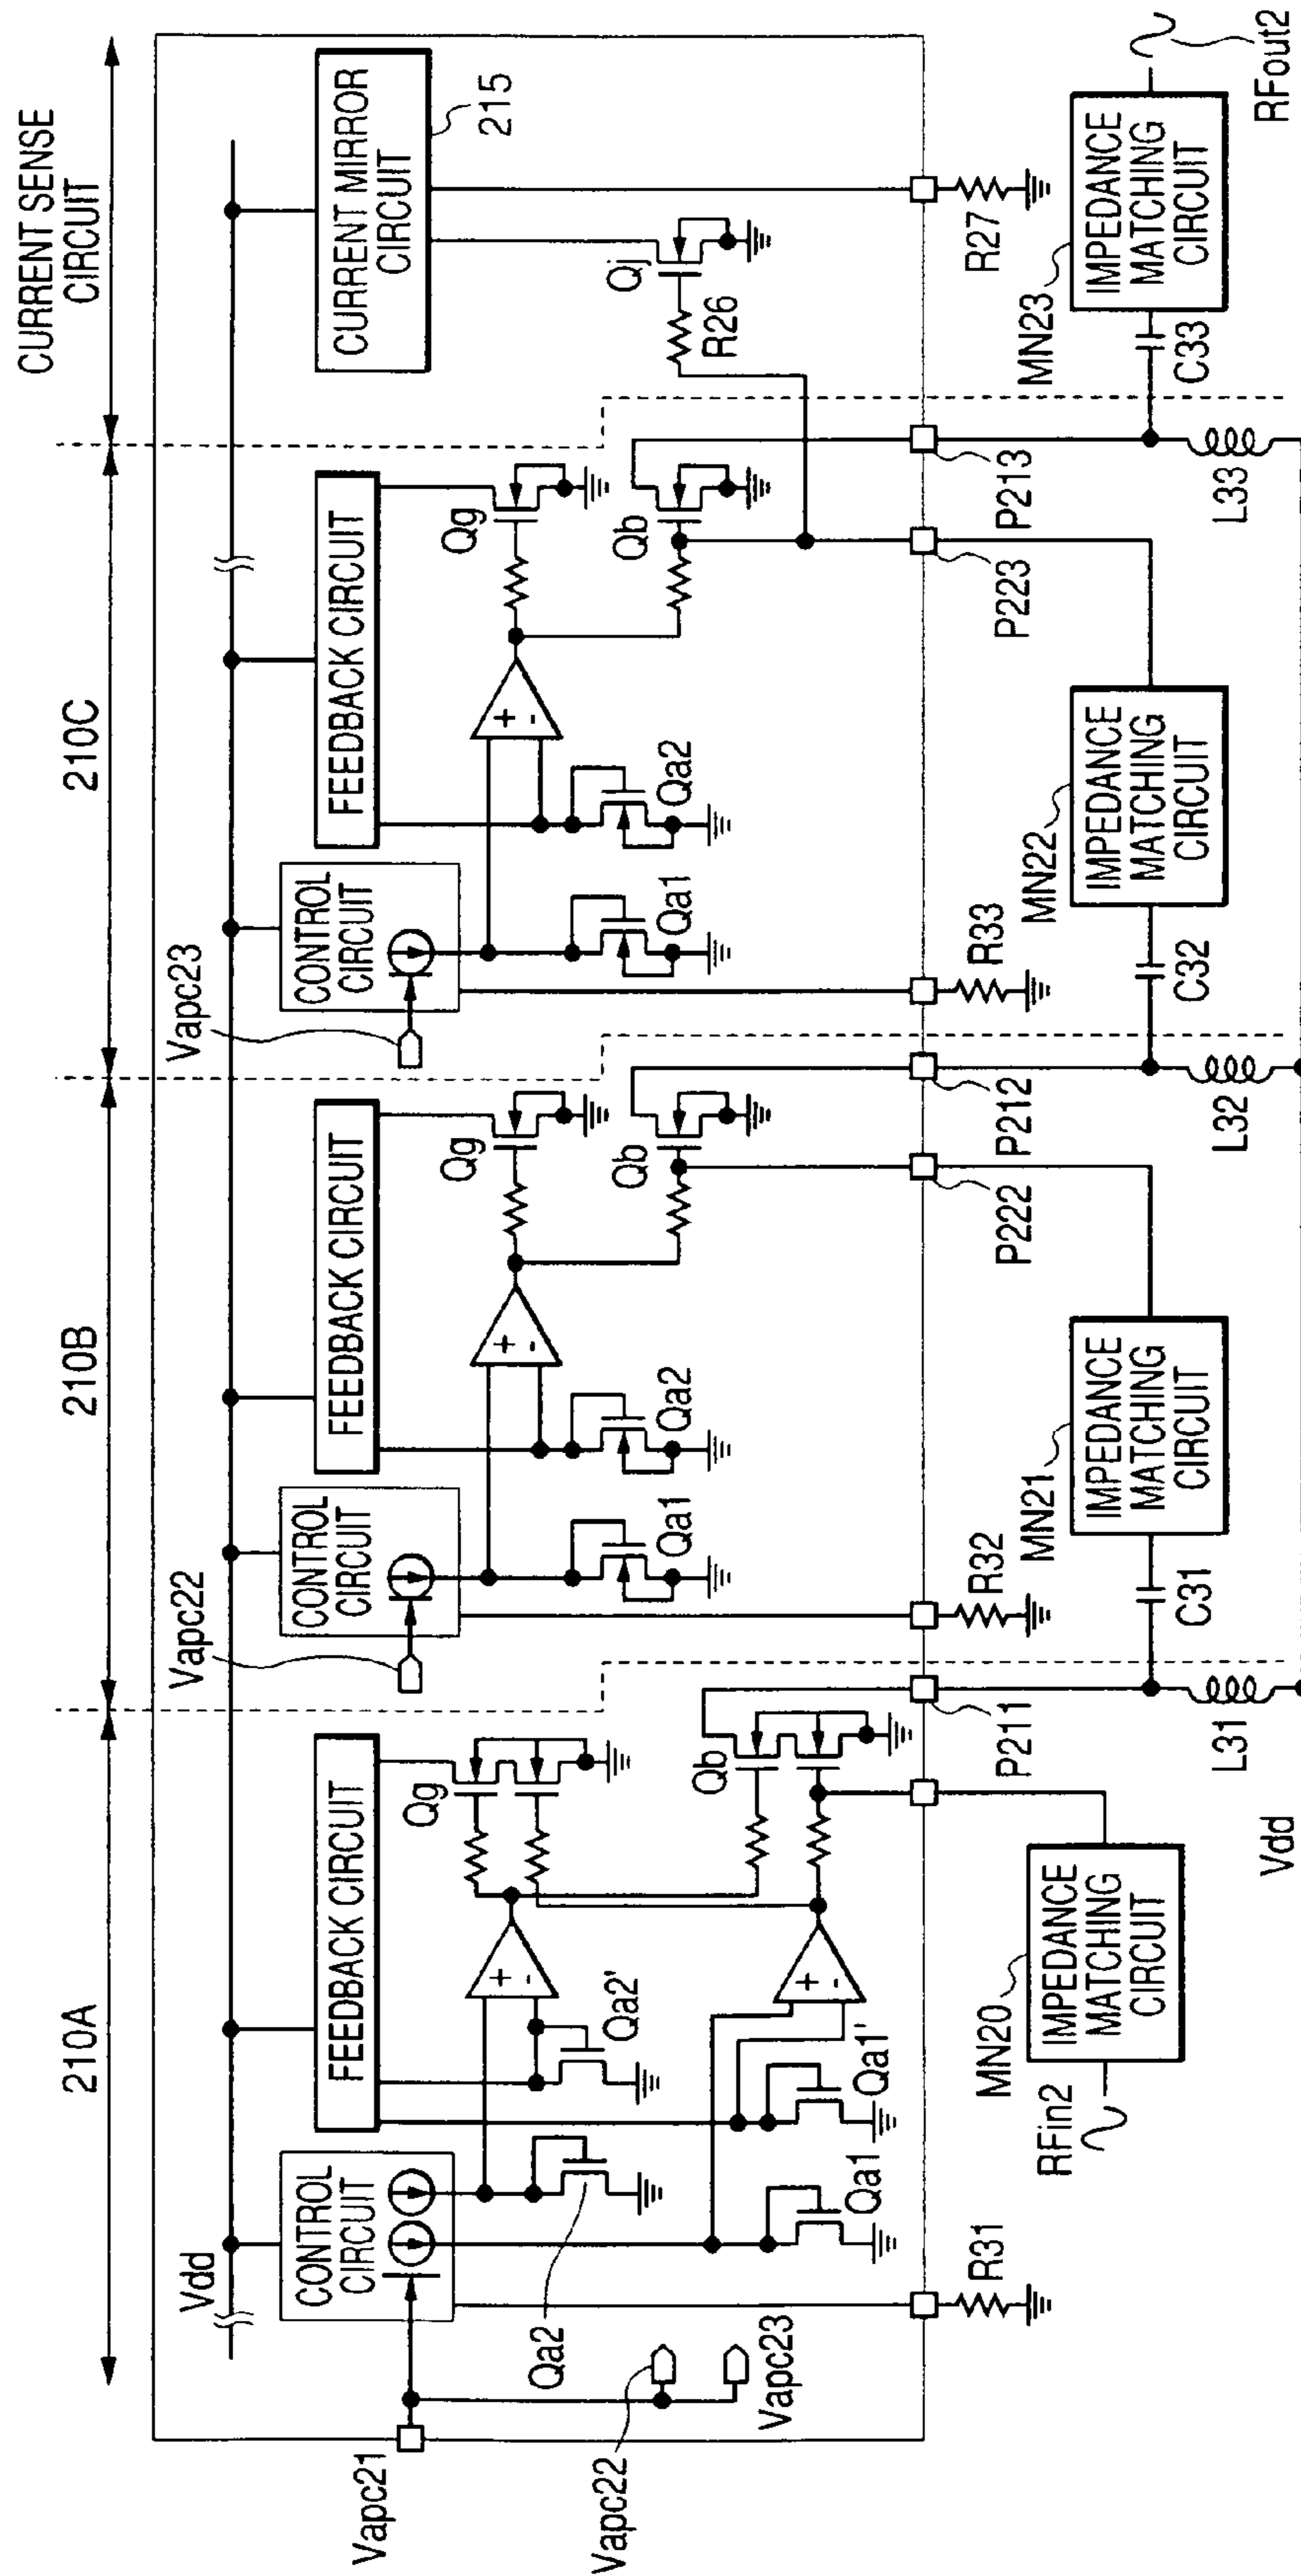 210A
210B
210C
CURRENT SENSE
CIRCUIT
Vdd
Vapc21
Vapc22
Vapc23
CONTROL
CIRCUIT
Qa2
FEEDBACK CIRCUIT
+
-
Qa2'
Qg
Qa1
Qa1'
+
-
Qb
R31
RFin2
MN20
IMPEDANCE
MATCHING
CIRCUIT
P211
L31
Vdd
Vapc22
CONTROL
CIRCUIT
FEEDBACK CIRCUIT
Qa1
Qa2
+
-
Qg
Qb
R32
C31
MN21
IMPEDANCE
MATCHING
CIRCUIT
P222
P212
L32
Vapc23
CONTROL
CIRCUIT
FEEDBACK CIRCUIT
Qa1
Qa2
+
-
Qg
Qb
R33
C32
MN22
IMPEDANCE
MATCHING
CIRCUIT
P223
P213
L33
CURRENT MIRROR
CIRCUIT
215
Qj
R26
R27
C33
MN23
IMPEDANCE
MATCHING
CIRCUIT
RFout2